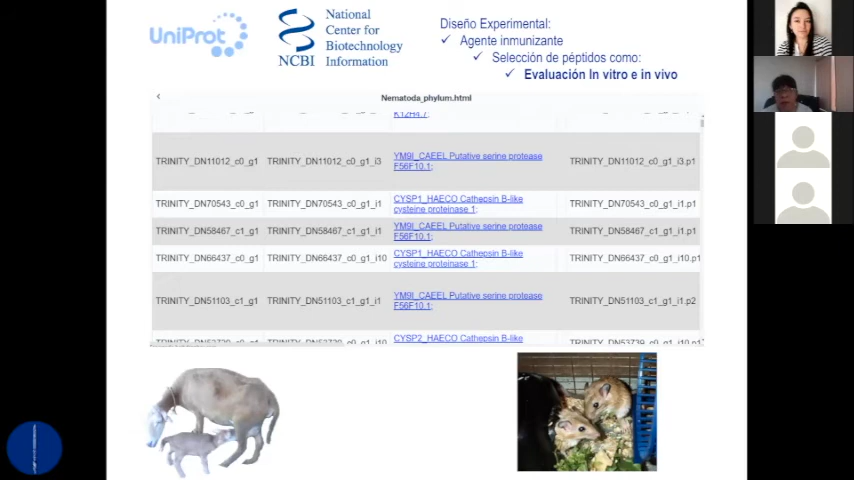 UniProt
NCBI
National
Center for
Biotechnology
Information
Diseño Experimental:
✓ Agente inmunizante
✓ Selección de péptidos como:
✓ Evaluación In vitro e in vivo
Nematoda_phylum.html
K12H4.7;
TRINITY_DN11012_c0_g1 TRINITY_DN11012_c0_g1_i3 YM9I_CAEEL Putative serine protease TRINITY_DN11012_c0_g1_i3.p1
F56F10.1;
TRINITY_DN70543_c0_g1 TRINITY_DN70543_c0_g1_i1 CYSP1_HAECO Cathepsin B-like TRINITY_DN70543_c0_g1_i1.p1
cysteine proteinase 1;
TRINITY_DN58467_c1_g1 TRINITY_DN58467_c1_g1_i1 YM9I_CAEEL Putative serine protease TRINITY_DN58467_c1_g1_i1.p1
F56F10.1;
TRINITY_DN66437_c0_g1 TRINITY_DN66437_c0_g1_i10 CYSP1_HAECO Cathepsin B-like TRINITY_DN66437_c0_g1_i10.p1
cysteine proteinase 1;
TRINITY_DN51103_c1_g1 TRINITY_DN51103_c1_g1_i1 YM9I_CAEEL Putative serine protease TRINITY_DN51103_c1_g1_i1.p2
F56F10.1;
CYSP2_HAECO Cathepsin B-like